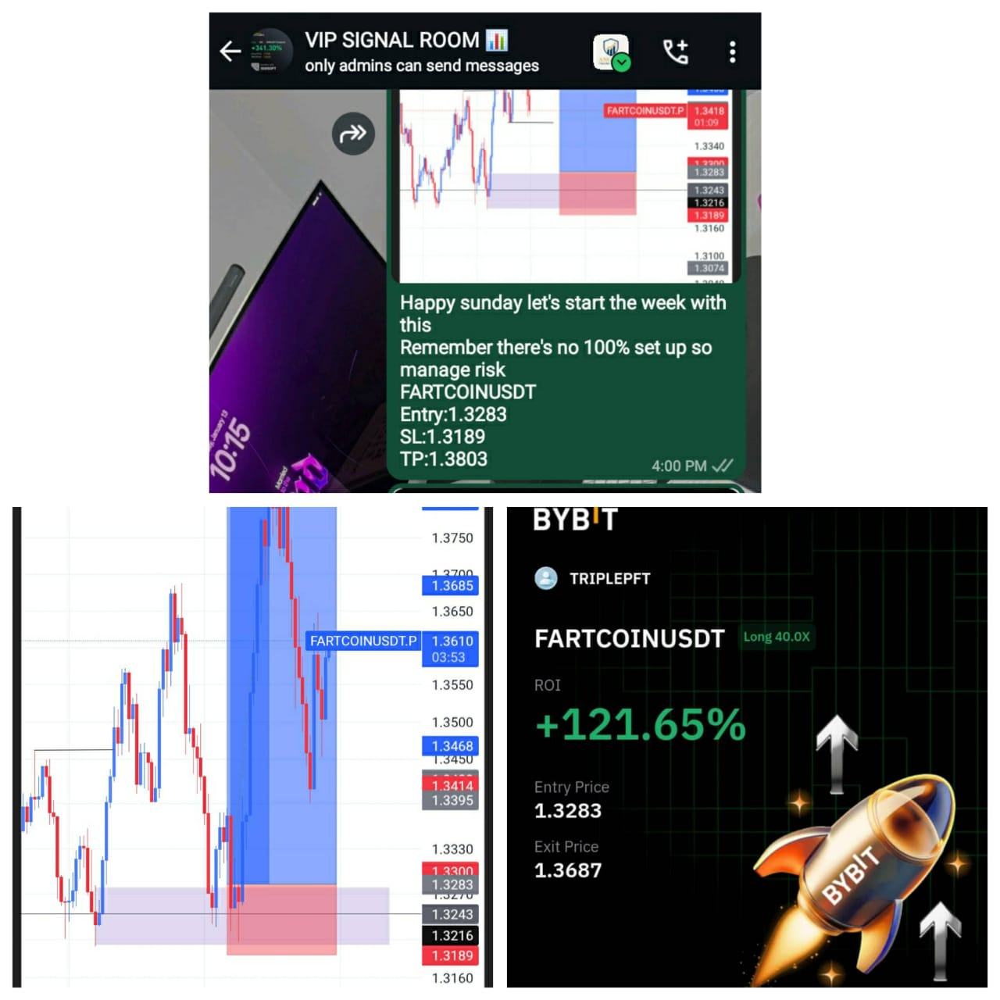 VIP SIGNAL ROOM 📊
only admins can send messages
+341.30%
FARTCOINUSDT.P
1.3418
01:09
1.3340
1.3300
1.3283
1.3243
1.3216
1.3189
1.3160
1.3100
1.3074
Happy sunday let's start the week with
this
Remember there's no 100% set up so
manage risk
FARTCOINUSDT
Entry:1.3283
SL:1.3189
TP:1.3803
4:00 PM
January 13
10:15
1.3750
1.3700
1.3685
1.3650
FARTCOINUSDT.P
1.3610
03:53
1.3550
1.3500
1.3468
1.3450
1.3414
1.3395
1.3330
1.3300
1.3283
1.3270
1.3243
1.3216
1.3189
1.3160
BYBIT
TRIPLEPFT
FARTCOINUSDT Long 40.0X
ROI
+121.65%
Entry Price
1.3283
Exit Price
1.3687
BYBIT